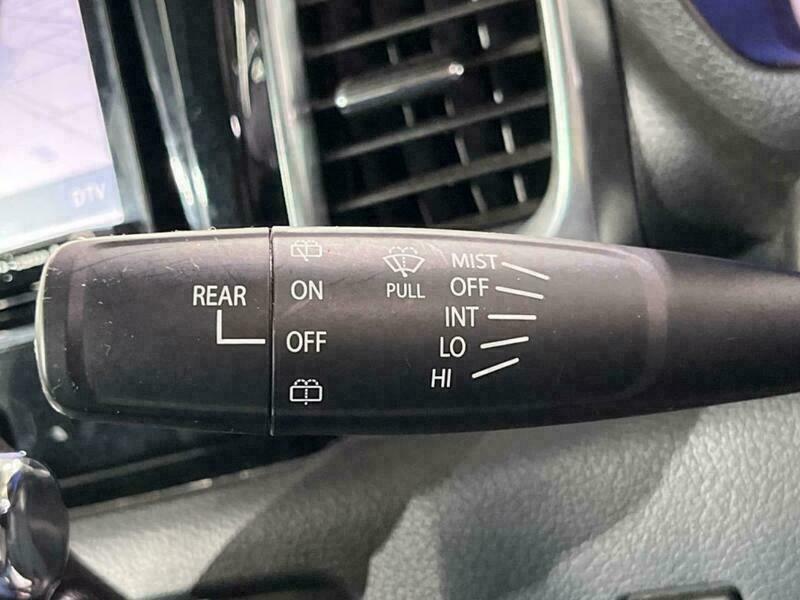 DTV
REAR
ON
OFF
PULL
MIST
OFF
INT
LO
HI